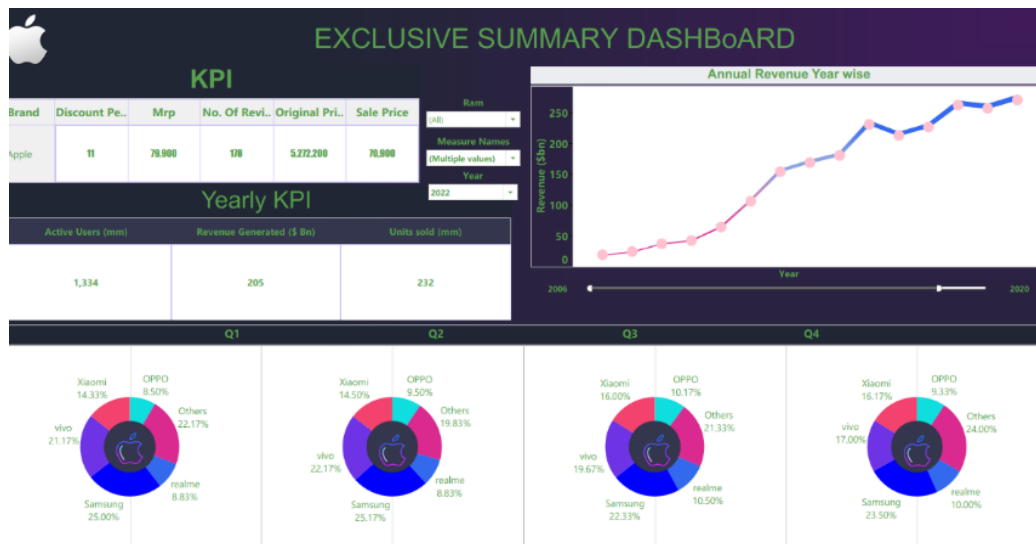 EXCLUSIVE SUMMARY DASHBoARD
KPI
Brand Discount Pe.. Mrp No. Of Revi.. Original Pri.. Sale Price
Apple 11 79,900 178 5,272,200 70,900
Ram
(All)
Measure Names
(Multiple values)
Year
2022
Yearly KPI
Active Users (mm) Revenue Generated ($ Bn) Units sold (mm)
1,334 205 232
Annual Revenue Year wise
Revenue ($bn)
250
200
150
100
50
0
Year
2006 2020
Q1 Q2 Q3 Q4
Xiaomi
14.33%
OPPO
8.50%
Others
22.17%
vivo
21.17%
realme
8.83%
Samsung
25.00%
Xiaomi
14.50%
OPPO
9.50%
Others
19.83%
vivo
22.17%
realme
8.83%
Samsung
25.17%
Xiaomi
16.00%
OPPO
10.17%
Others
21.33%
vivo
19.67%
realme
10.50%
Samsung
22.33%
Xiaomi
16.17%
OPPO
9.33%
Others
24.00%
vivo
17.00%
realme
10.00%
Samsung
23.50%